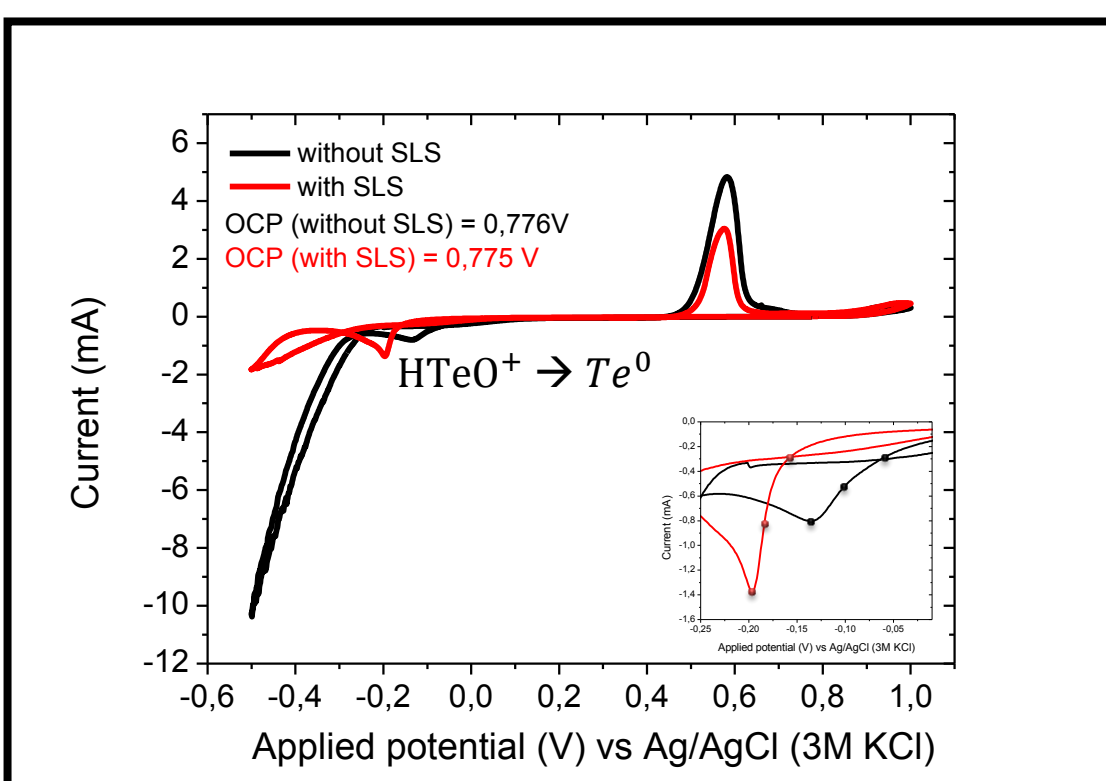 without SLS
with SLS
OCP (without SLS) = 0,776V
OCP (with SLS) = 0,775 V
6
4
2
0
-2
-4
-6
-8
-10
-12
Current (mA)
HTeO⁺ → Te⁰
0,0
-0,2
-0,4
-0,6
-0,8
-1,0
-1,2
-1,4
-1,6
Current (mA)
-0,25 -0,20 -0,15 -0,10 -0,05
Applied potential (V) vs Ag/AgCl (3M KCl)
-0,6 -0,4 -0,2 0,0 0,2 0,4 0,6 0,8 1,0
Applied potential (V) vs Ag/AgCl (3M KCl)